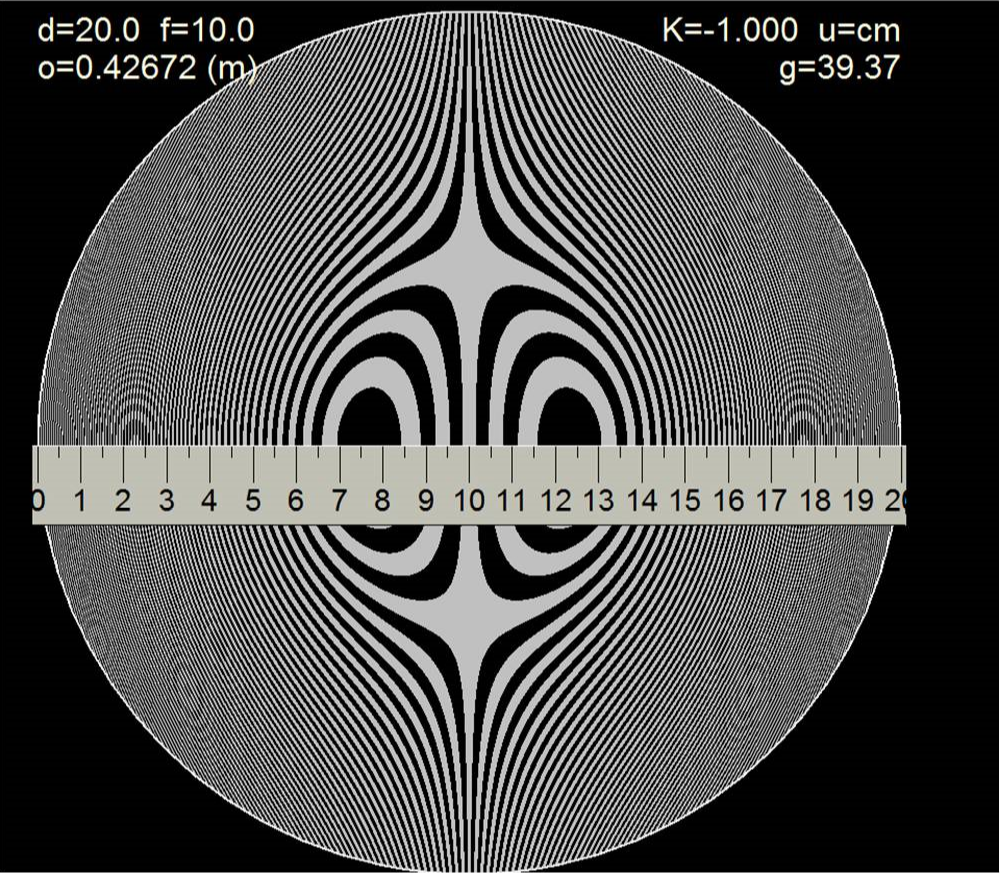 d=20.0 f=10.0
o=0.42672 (m)
K=-1.000 u=cm
g=39.37
0 1 2 3 4 5 6 7 8 9 10 11 12 13 14 15 16 17 18 19 20